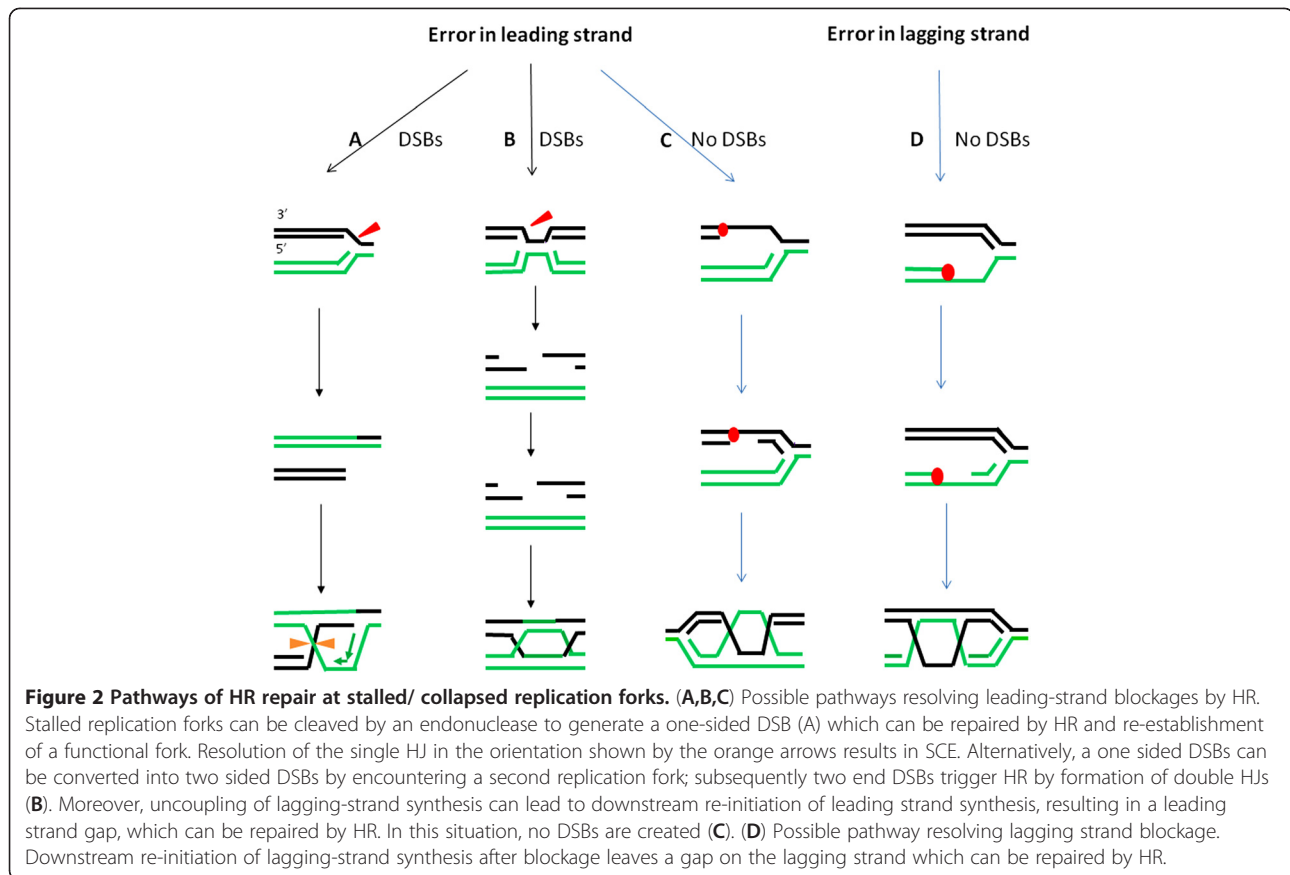 Error in leading strand
Error in lagging strand
A DSBs
B DSBs
C No DSBs
D No DSBs
3'
5'
Figure 2 Pathways of HR repair at stalled/ collapsed replication forks. (A,B,C) Possible pathways resolving leading-strand blockages by HR.
Stalled replication forks can be cleaved by an endonuclease to generate a one-sided DSB (A) which can be repaired by HR and re-establishment
of a functional fork. Resolution of the single HJ in the orientation shown by the orange arrows results in SCE. Alternatively, a one sided DSBs can
be converted into two sided DSBs by encountering a second replication fork; subsequently two end DSBs trigger HR by formation of double HJs
(B). Moreover, uncoupling of lagging-strand synthesis can lead to downstream re-initiation of leading strand synthesis, resulting in a leading
strand gap, which can be repaired by HR. In this situation, no DSBs are created (C). (D) Possible pathway resolving lagging strand blockage.
Downstream re-initiation of lagging-strand synthesis after blockage leaves a gap on the lagging strand which can be repaired by HR.